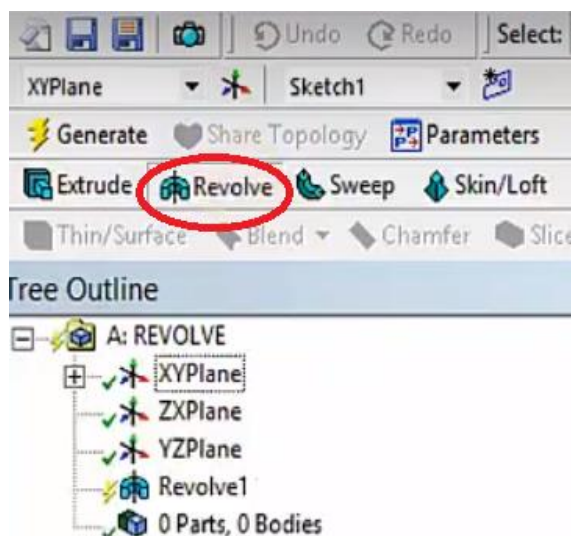 Undo Redo Select:
XYPlane Sketch1
Generate Share Topology Parameters
Extrude Revolve Sweep Skin/Loft
Thin/Surface Blend Chamfer Slice
Tree Outline
A: REVOLVE
XYPlane
ZXPlane
YZPlane
Revolve1
0 Parts, 0 Bodies